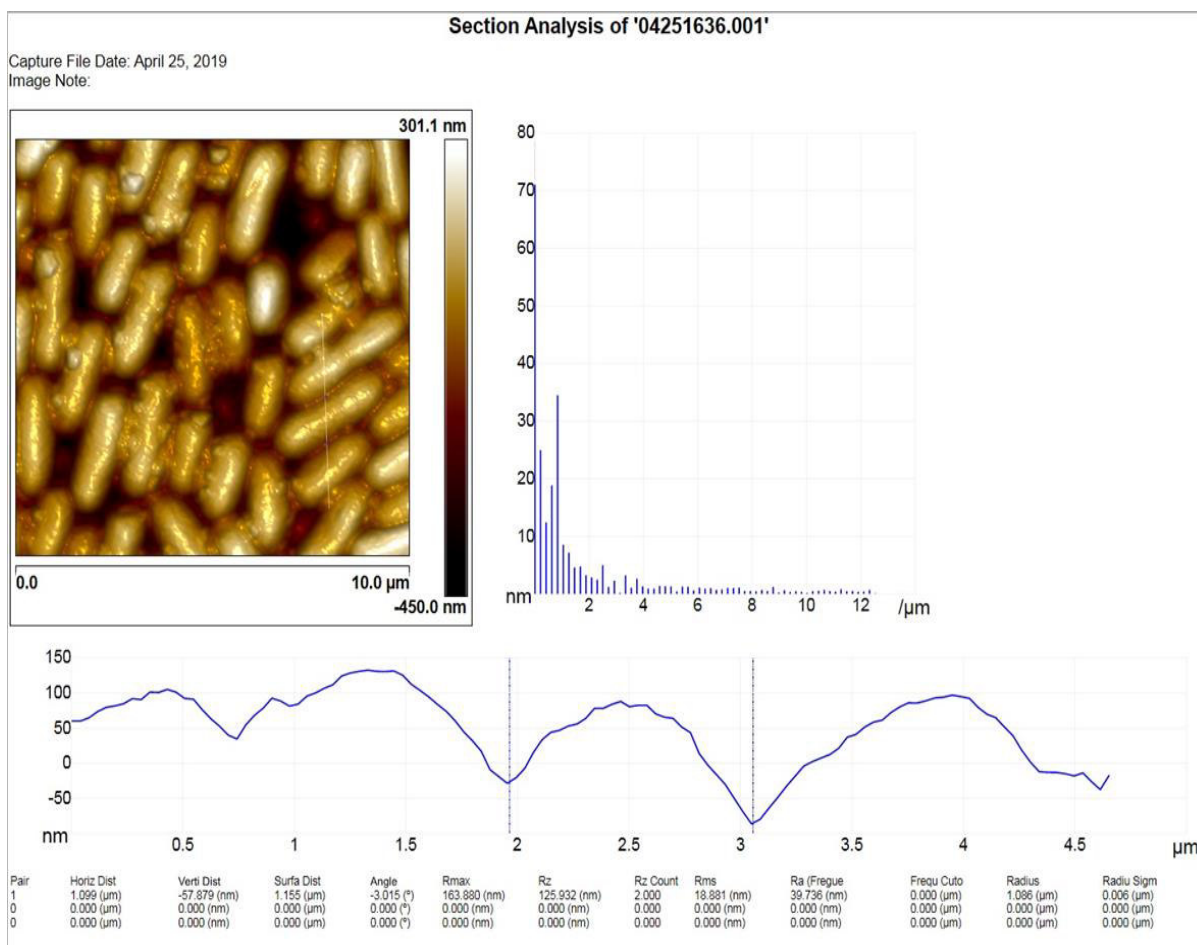 Section Analysis of '04251636.001'
Capture File Date: April 25, 2019
Image Note:
301.1 nm
0.0 10.0 µm
-450.0 nm
80
70
60
50
40
30
20
10
nm 2 4 6 8 10 12 /µm
150
100
50
0
-50
nm 0.5 1 1.5 2 2.5 3 3.5 4 4.5 µm
Pair Horiz Dist Verti Dist Surfa Dist Angle Rmax Rz Rz Count Rms Ra (Fregue Frequ Cuto Radius Radiu Sigm
1 1.099 (µm) -57.879 (nm) 1.155 (µm) -3.015 (°) 163.880 (nm) 125.932 (nm) 2.000 18.881 (nm) 39.736 (nm) 0.000 (µm) 1.086 (µm) 0.006 (µm)
0 0.000 (µm) 0.000 (nm) 0.000 (µm) 0.000 (°) 0.000 (nm) 0.000 (nm) 0.000 0.000 (nm) 0.000 (nm) 0.000 (µm) 0.000 (µm) 0.000 (µm)
0 0.000 (µm) 0.000 (nm) 0.000 (µm) 0.000 (°) 0.000 (nm) 0.000 (nm) 0.000 0.000 (nm) 0.000 (nm) 0.000 (µm) 0.000 (µm) 0.000 (µm)